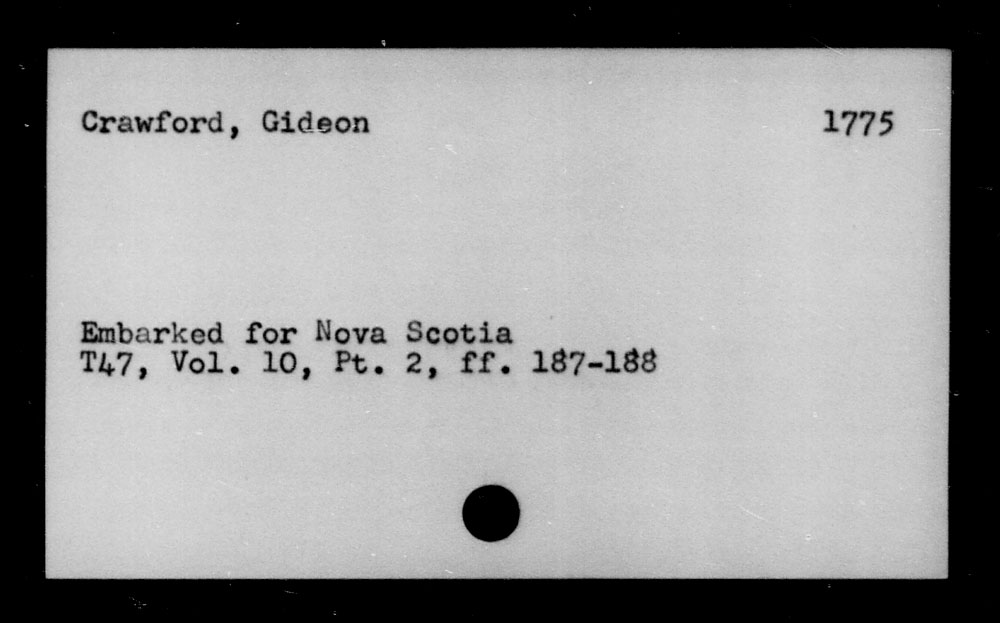 Crawford, Gideon 1775
Embarked for Nova Scotia
T47, Vol. 10, Pt. 2, ff. 187-188